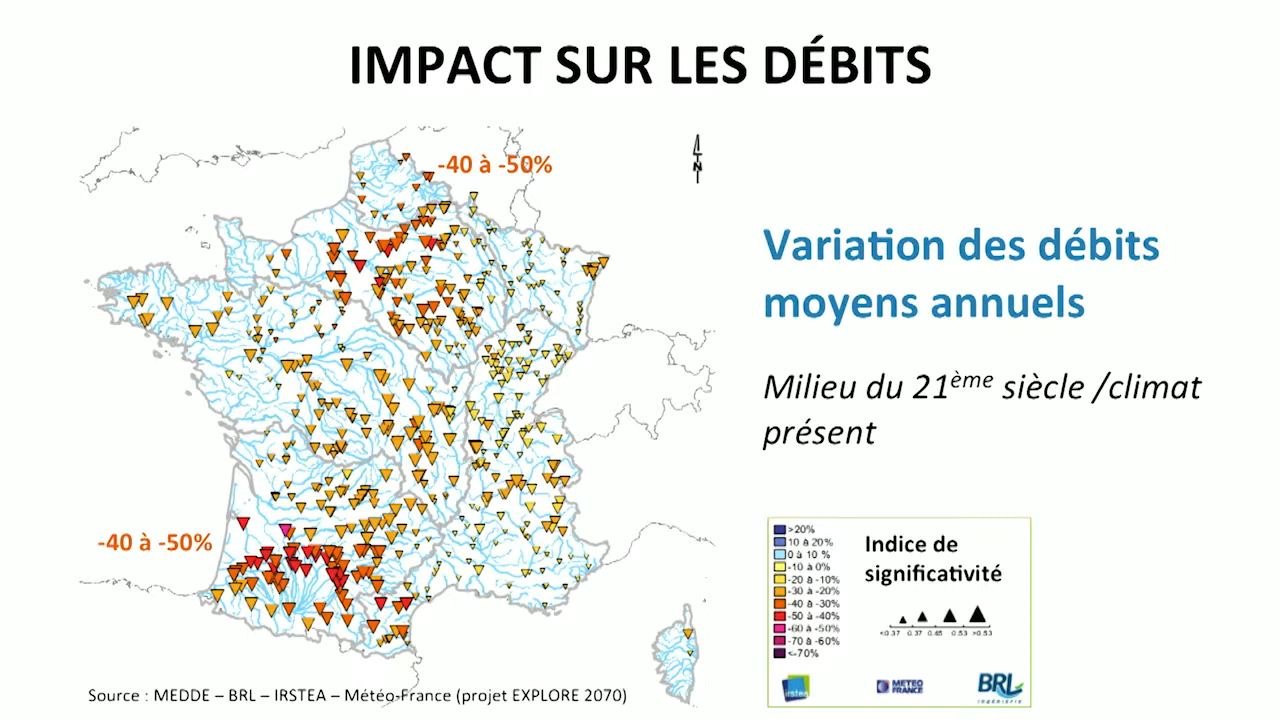 IMPACT SUR LES DÉBITS
-40 à -50%
N
Variation des débits
moyens annuels
Milieu du 21ème siècle /climat
présent
-40 à -50%
>20%
10 à 20%
0 à 10 %
-10 à 0%
-20 à -10%
-30 à -20%
-40 à -30%
-50 à -40%
-60 à -50%
-70 à -60%
<-70%
Indice de
significativité
<0.37 0.37 0.45 0.53 >0.53
irstea
METEO
FRANCE
BRL
ingénierie
Source : MEDDE – BRL – IRSTEA – Météo-France (projet EXPLORE 2070)